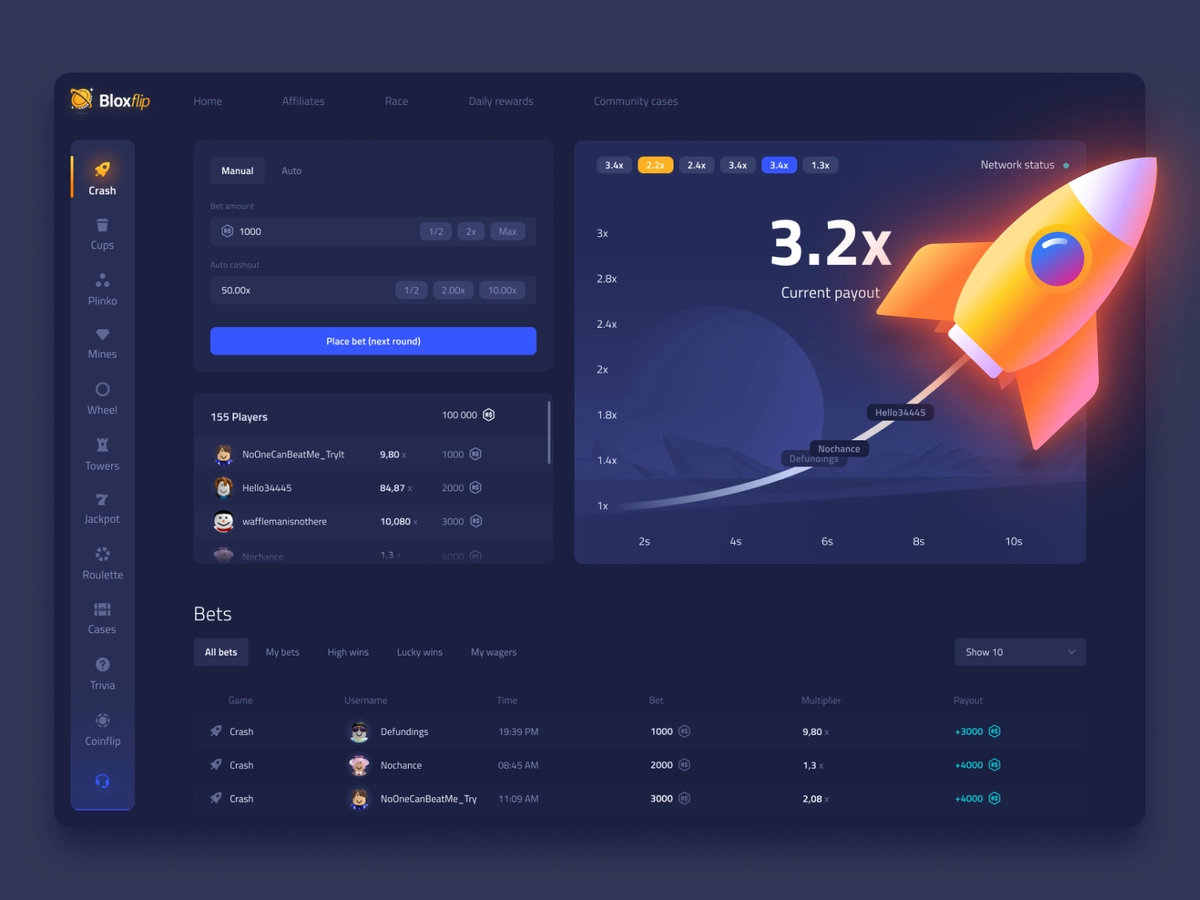 Bloxflip
Home Affiliates Race Daily rewards Community cases
Crash
Cups
Plinko
Mines
Wheel
Towers
Jackpot
Roulette
Cases
Trivia
Coinflip
Manual Auto
Bet amount
R$ 1000 1/2 2x Max
Auto cashout
50.00x 1/2 2.00x 10.00x
Place bet (next round)
155 Players 100 000 R$
NoOneCanBeatMe_TryIt 9,80 x 1000 R$
Hello34445 84,87 x 2000 R$
wafflemanisnothere 10,080 x 3000 R$
Nochance 1,3 x 4000 R$
3.4x 2.2x 2.4x 3.4x 3.4x 1.3x Network status
3.2x
Current payout
3x
2.8x
2.4x
2x
1.8x
1.4x
1x
Hello34445
Nochance
Defundings
2s 4s 6s 8s 10s
Bets
All bets My bets High wins Lucky wins My wagers Show 10
Game Username Time Bet Multiplier Payout
Crash Defundings 19:39 PM 1000 R$ 9,80 x +3000 R$
Crash Nochance 08:45 AM 2000 R$ 1,3 x +4000 R$
Crash NoOneCanBeatMe_Try 11:09 AM 3000 R$ 2,08 x +4000 R$